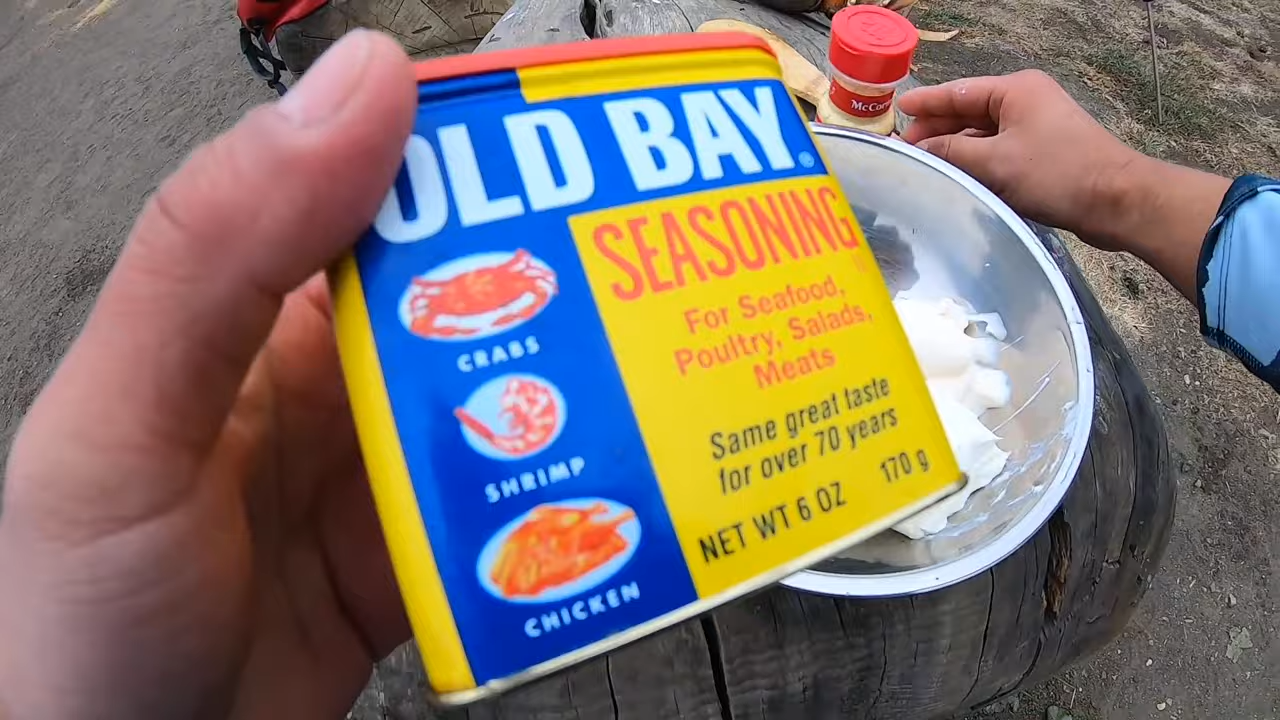 OLD BAY®
SEASONING
For Seafood,
Poultry, Salads,
Meats
CRABS
SHRIMP
CHICKEN
Same great taste
for over 70 years
NET WT 6 OZ 170 g